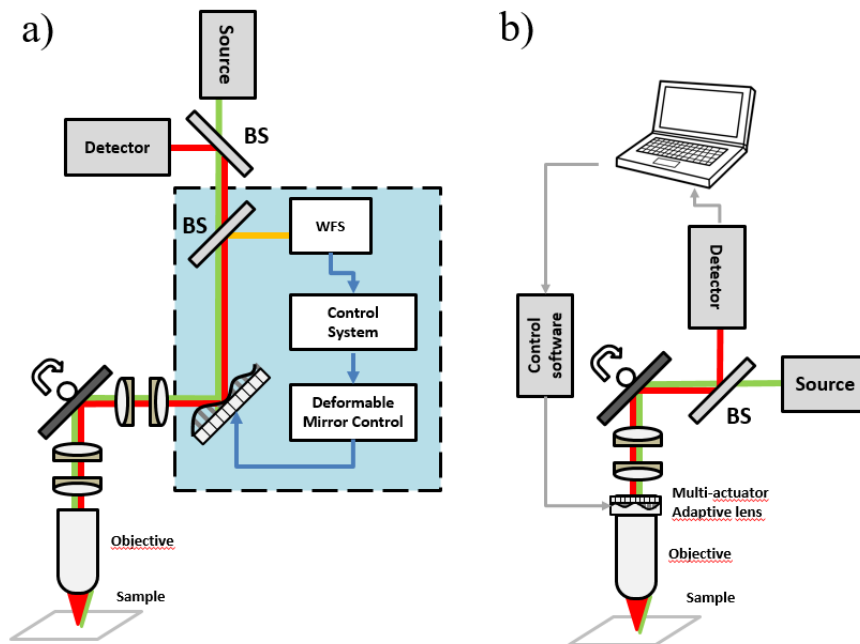 a)
Source
BS
Detector
BS
WFS
Control
System
Deformable
Mirror Control
Objective
Sample
b)
Detector
Control
software
Source
BS
Multi-actuator
Adaptive lens
Objective
Sample